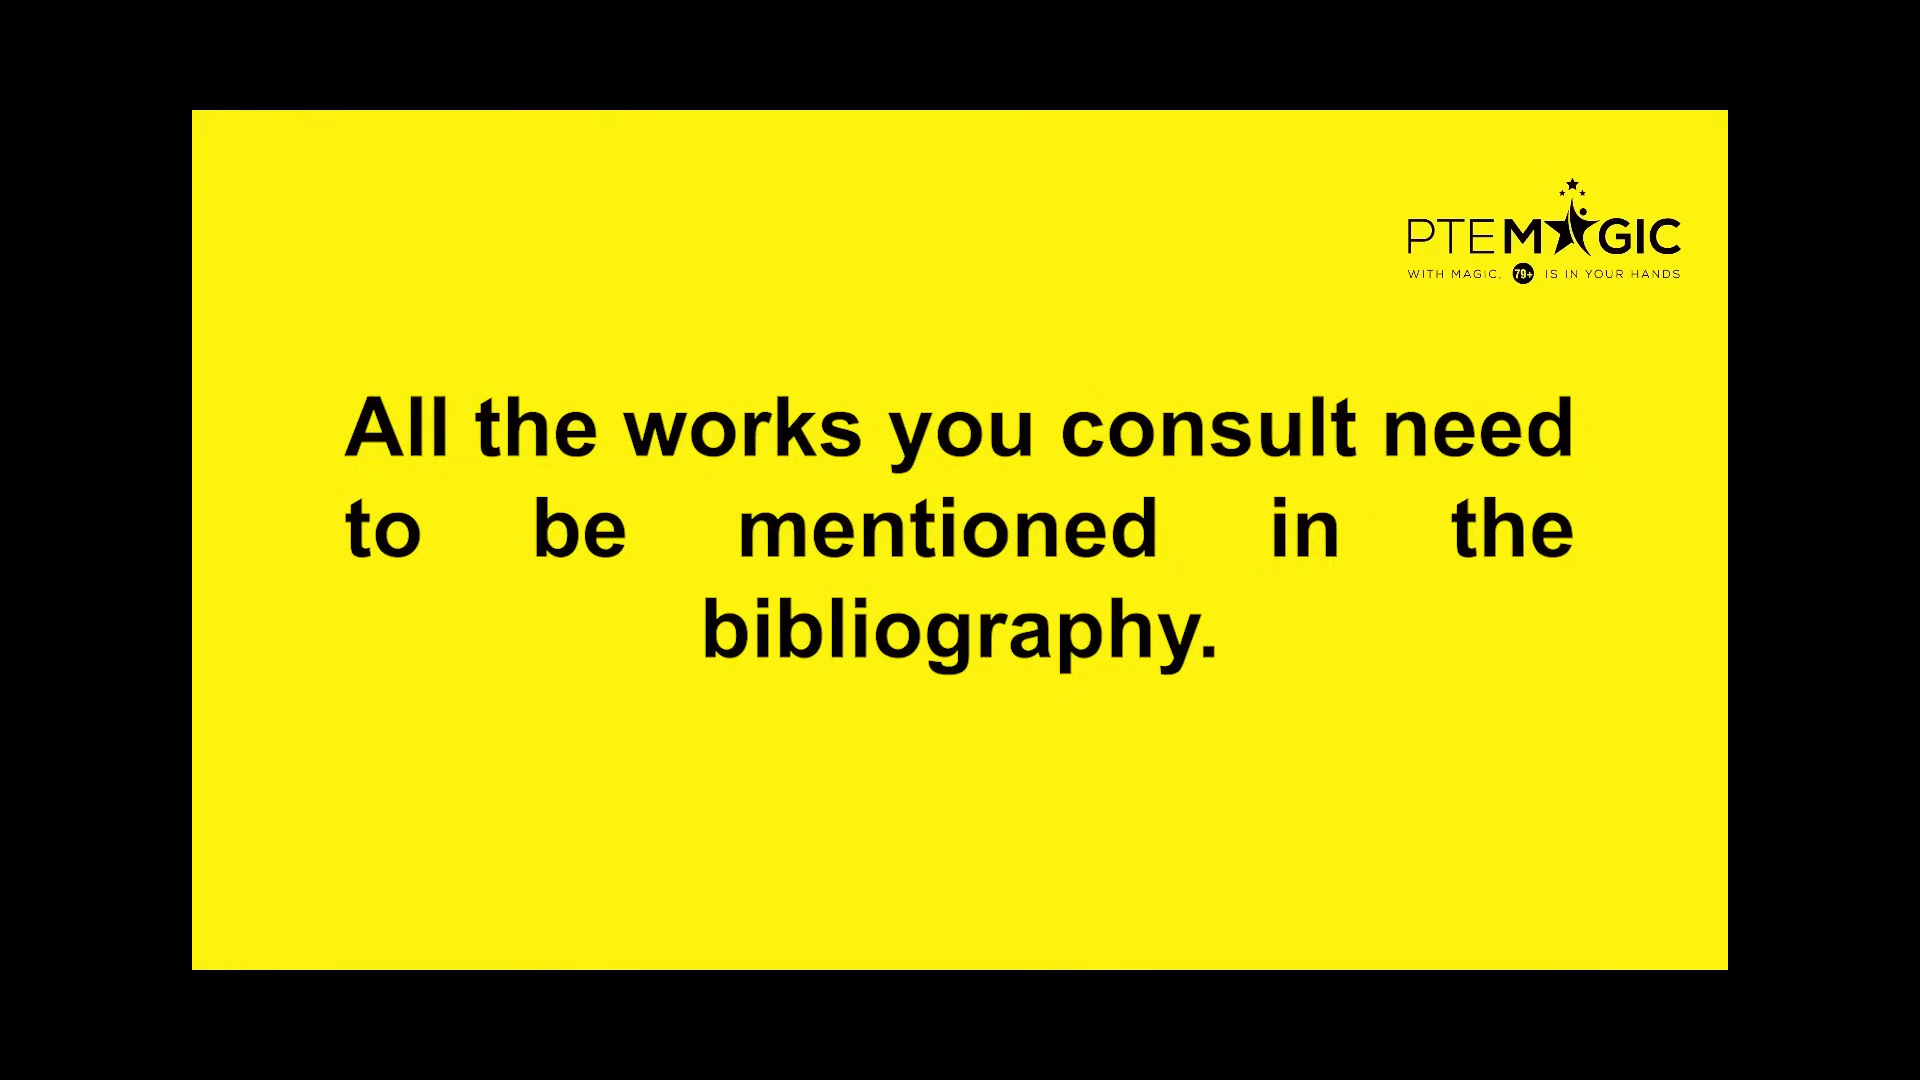 PTEMAGIC
WITH MAGIC, 79+ IS IN YOUR HANDS
All the works you consult need
to be mentioned in the
bibliography.